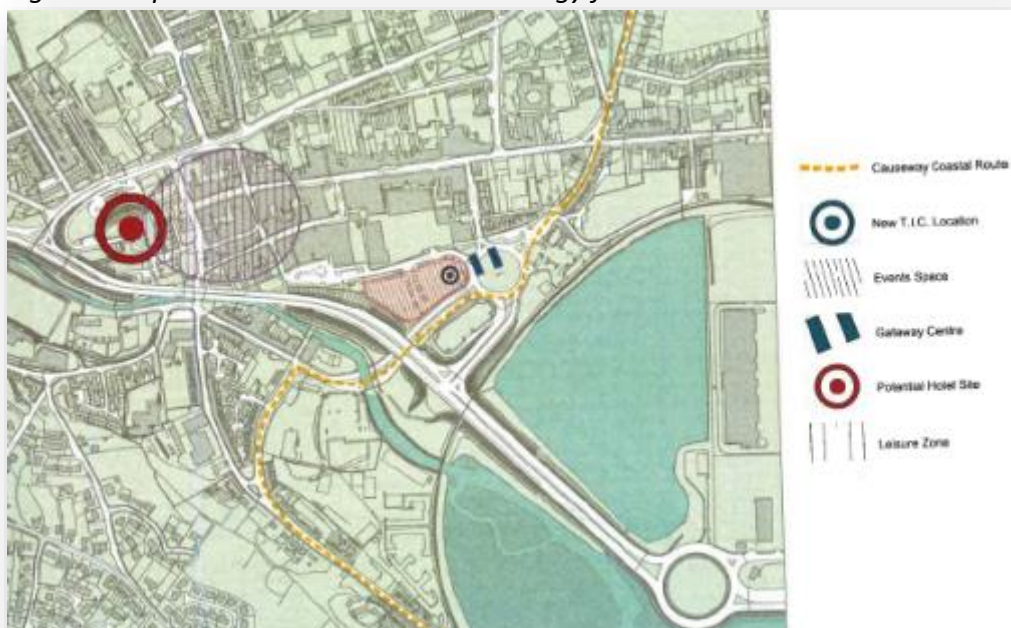 Causeway Coastal Route
New T.I.C. Location
Events Space
Gateway Centre
Potential Hotel Site
Leisure Zone